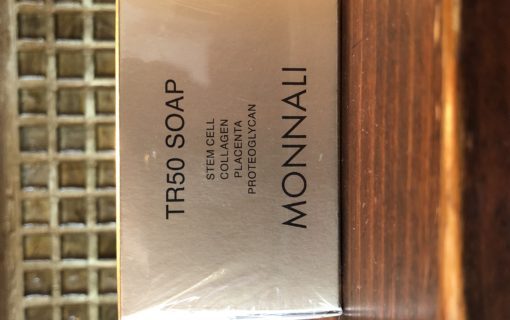 TR50 SOAP
STEM CELL
COLLAGEN
PLACENTA
PROTEOGLYCAN
MONNALI